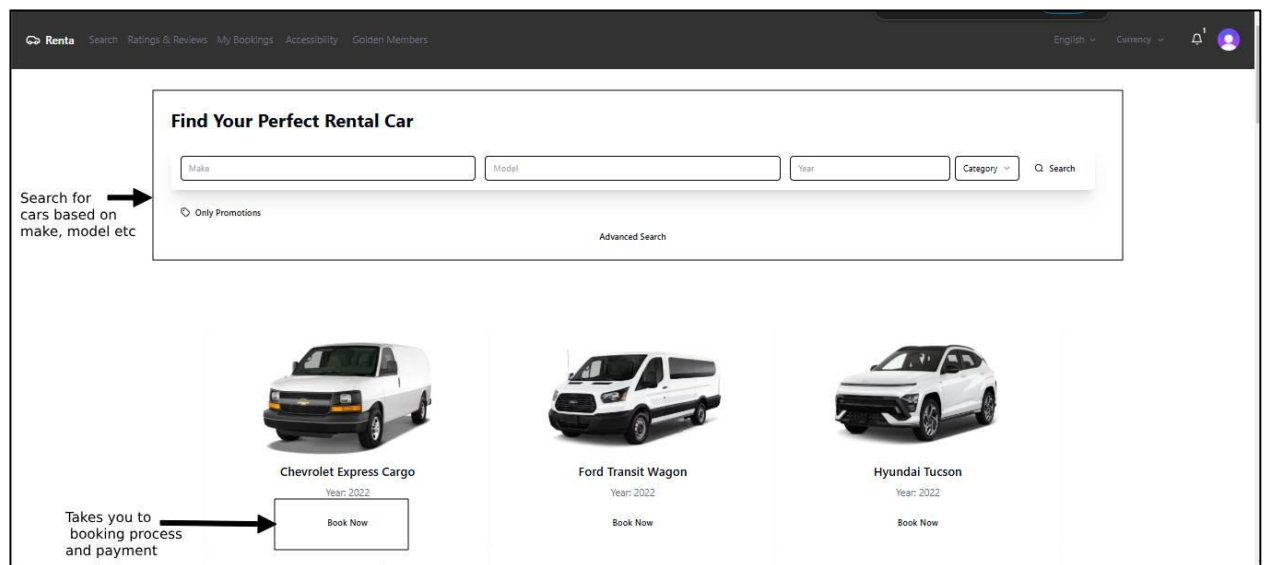 Renta Search Ratings & Reviews My Bookings Accessibility Golden Members English Currency 1
Find Your Perfect Rental Car
Make Model Year Category Search
Search for
cars based on
make, model etc
Only Promotions
Advanced Search
Chevrolet Express Cargo Ford Transit Wagon Hyundai Tucson
Year: 2022 Year: 2022 Year: 2022
Takes you to
booking process
and payment
Book Now Book Now Book Now